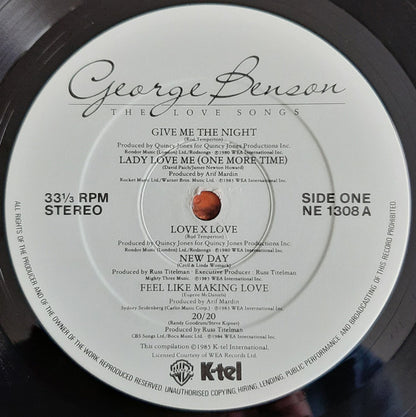 George Benson
THE LOVE SONGS
GIVE ME THE NIGHT
(Rod Temperton)
Produced by Quincy Jones for Quincy Jones Productions Inc.
Rondor Music (London) Ltd./Rodsongs ℗1980 WEA International Inc.
LADY LOVE ME (ONE MORE TIME)
(David Paich/James Newton Howard)
Produced by Arif Mardin
Rocket Music/Warner Bros. Music Ltd. ℗1983 WEA International Inc.
33⅓ RPM
STEREO
SIDE ONE
NE 1308 A
LOVE X LOVE
(Rod Temperton)
Produced by Quincy Jones for Quincy Jones Productions Inc.
Rondor Music (London) Ltd./Rodsongs ℗1980 WEA International Inc.
NEW DAY
(Cecil & Linda Womack)
Produced by Russ Titelman - Executive Producer : Russ Titelman
Mighty Three Music ℗1984 WEA International Inc.
FEEL LIKE MAKING LOVE
(Eugene McDaniels)
Produced by Arif Mardin
Sydney Seidenberg (Carlin Music Corp.) ℗1983 WEA International Inc.
20/20
(Randy Goodrum/Steve Kipner)
Produced by Russ Titelman
CBS Songs Ltd./Bocu Music Ltd. ℗1984 WEA International Inc.
This compilation ©1985 K-tel International.
Licensed Courtesy of WEA Records Ltd.
WB K-tel
ALL RIGHTS OF THE PRODUCER AND OF THE OWNER OF THE WORK REPRODUCED RESERVED. UNAUTHORISED COPYING, HIRING, LENDING, PUBLIC PERFORMANCE AND BROADCASTING OF THIS RECORD PROHIBITED